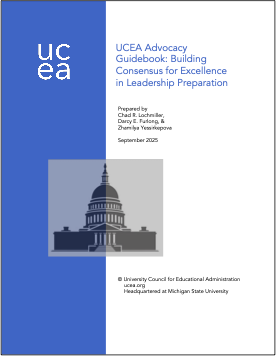 uc
ea
UCEA Advocacy
Guidebook: Building
Consensus for Excellence
in Leadership Preparation
Prepared by
Chad R. Lochmiller,
Darcy E. Furlong, &
Zhamilya Yessirkepova
September 2025
© University Council for Educational Administration
ucea.org
Headquartered at Michigan State University